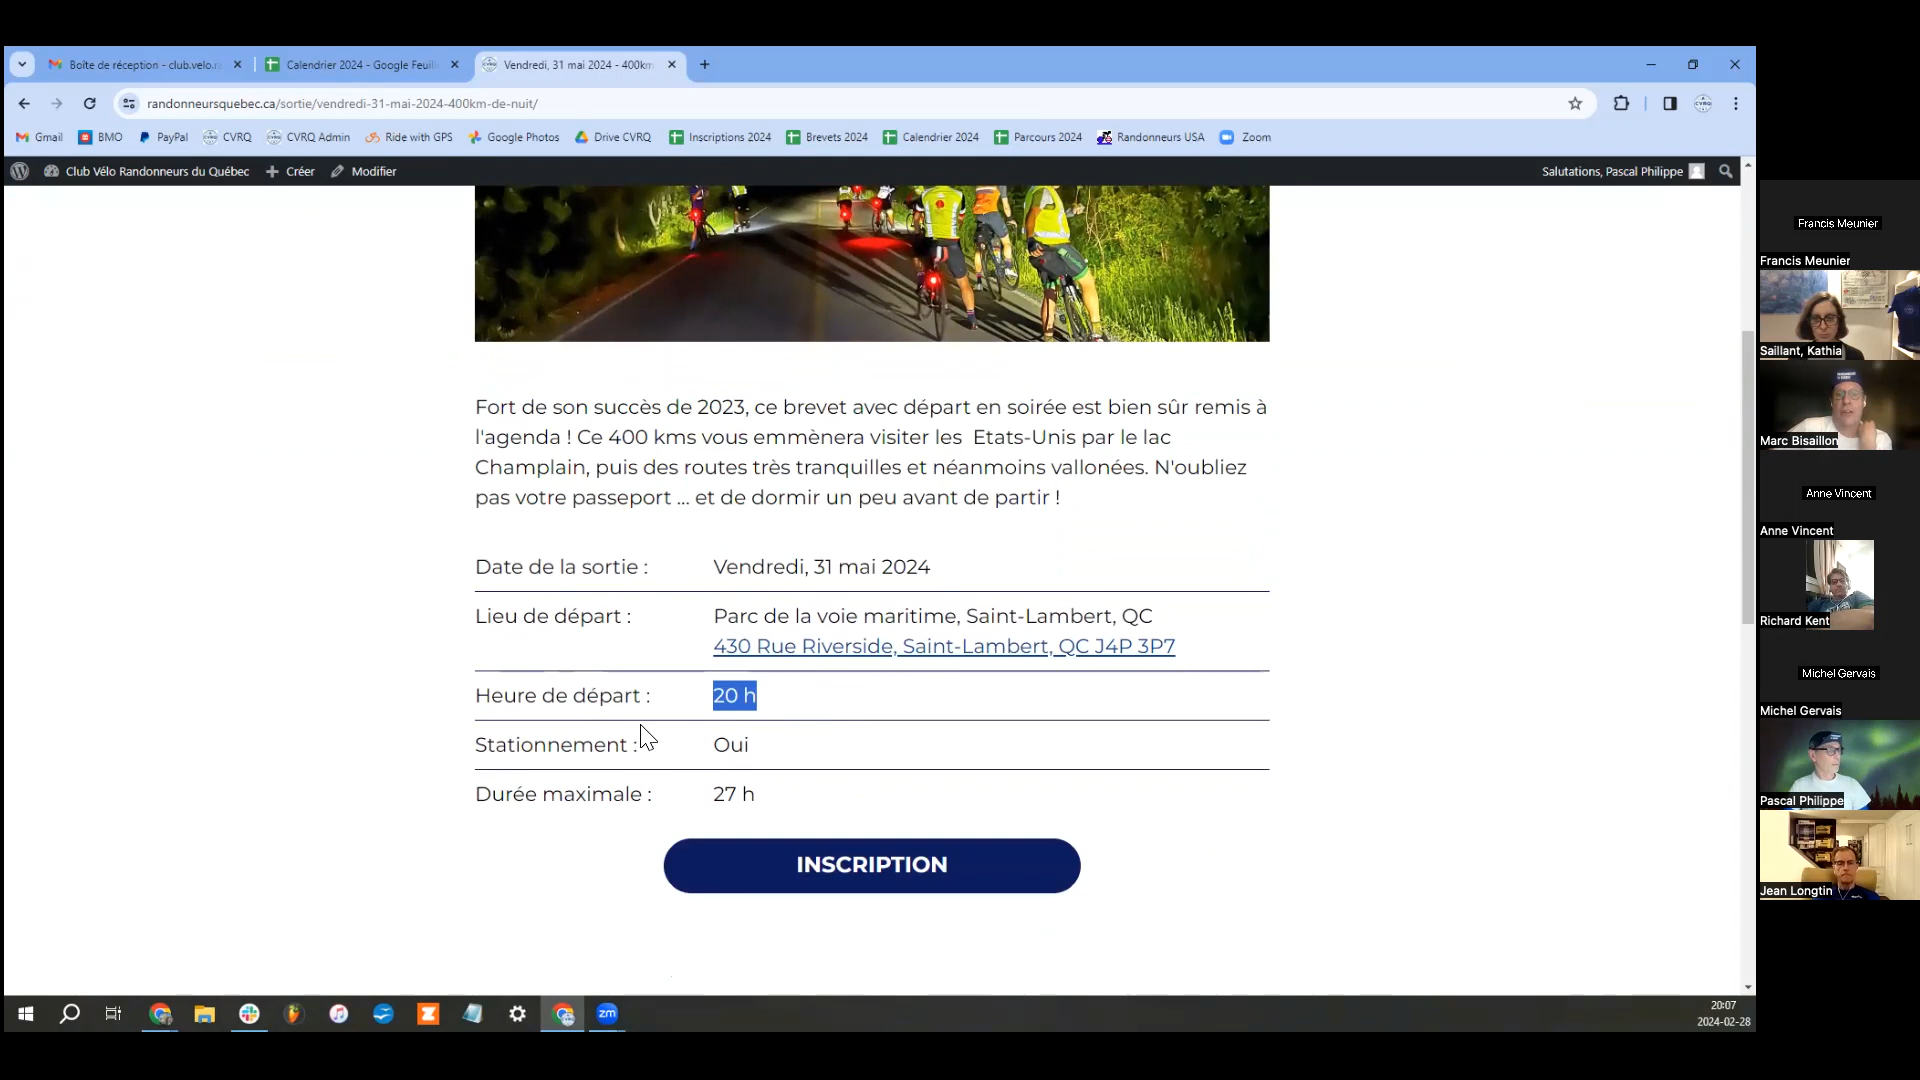 Boîte de réception - club.velo.r
Calendrier 2024 - Google Feuill
Vendredi, 31 mai 2024 - 400km
randonneursquebec.ca/sortie/vendredi-31-mai-2024-400km-de-nuit/
Gmail BMO PayPal CVRQ CVRQ Admin Ride with GPS Google Photos Drive CVRQ Inscriptions 2024 Brevets 2024 Calendrier 2024 Parcours 2024 Randonneurs USA Zoom
Club Vélo Randonneurs du Québec + Créer Modifier Salutations, Pascal Philippe
Fort de son succès de 2023, ce brevet avec départ en soirée est bien sûr remis à
l'agenda ! Ce 400 kms vous emmènera visiter les Etats-Unis par le lac
Champlain, puis des routes très tranquilles et néanmoins vallonées. N'oubliez
pas votre passeport ... et de dormir un peu avant de partir !
Date de la sortie : Vendredi, 31 mai 2024
Lieu de départ : Parc de la voie maritime, Saint-Lambert, QC
430 Rue Riverside, Saint-Lambert, QC J4P 3P7
Heure de départ : 20 h
Stationnement : Oui
Durée maximale : 27 h
INSCRIPTION
zm
20:07
2024-02-28
Francis Meunier
Francis Meunier
Saillant, Kathia
Marc Bisaillon
Anne Vincent
Anne Vincent
Richard Kent
Michel Gervais
Michel Gervais
Pascal Philippe
Jean Longtin